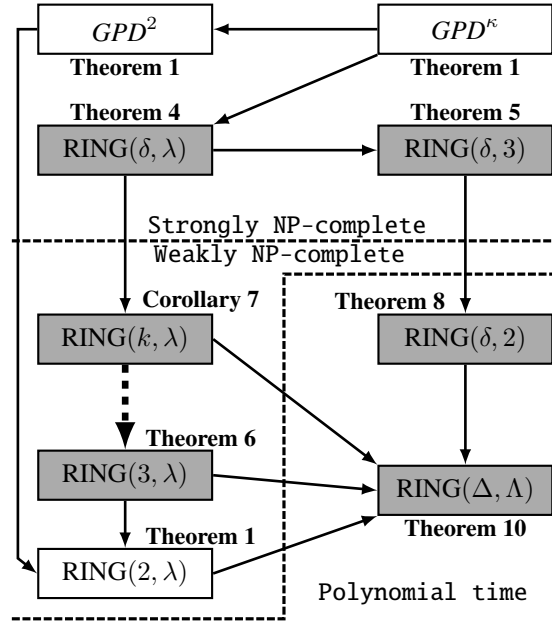 GPD²
GPD^κ
Theorem 1
Theorem 1
Theorem 4
Theorem 5
RING(δ, λ)
RING(δ, 3)
Strongly NP-complete
Weakly NP-complete
Corollary 7
Theorem 8
RING(k, λ)
RING(δ, 2)
Theorem 6
RING(3, λ)
RING(Δ, Λ)
Theorem 10
Theorem 1
RING(2, λ)
Polynomial time